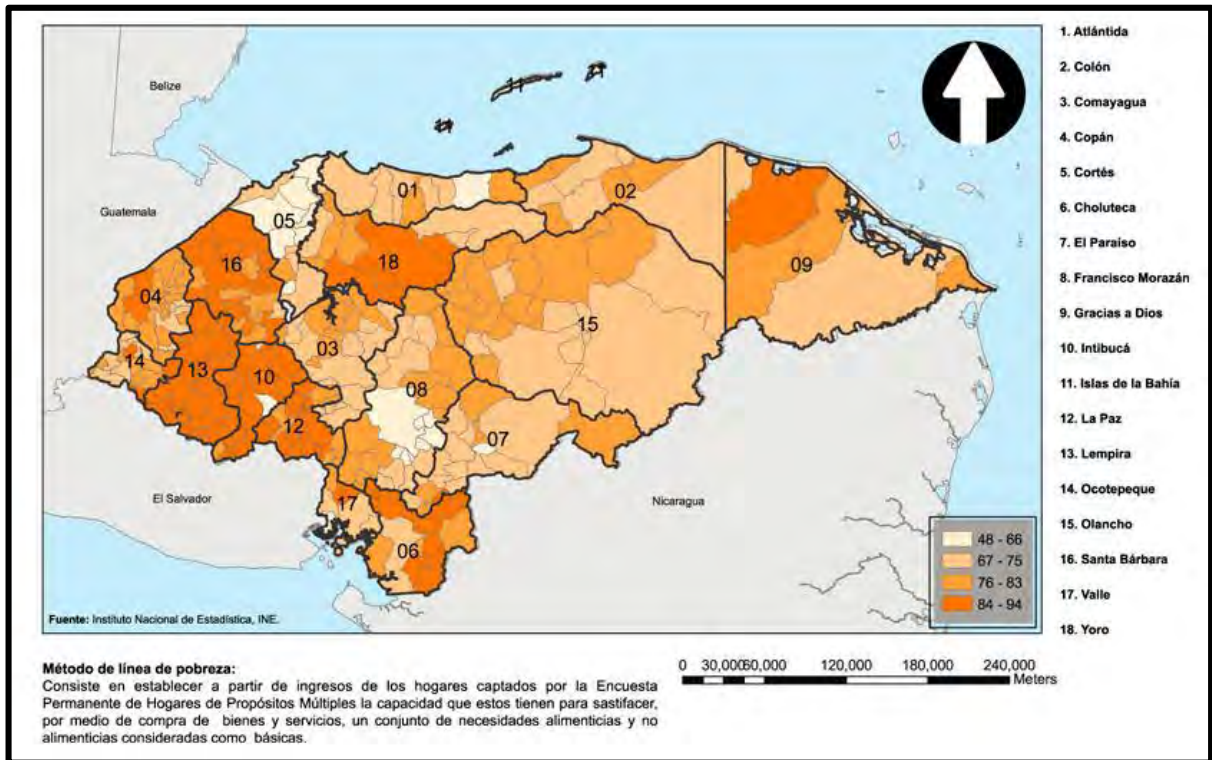 Belize
Guatemala
El Salvador
Nicaragua
01
02
03
04
05
06
07
08
09
10
11
11
11
12
13
14
15
16
17
18
48 - 66
67 - 75
76 - 83
84 - 94
Fuente: Instituto Nacional de Estadística, INE.
1. Atlántida
2. Colón
3. Comayagua
4. Copán
5. Cortés
6. Choluteca
7. El Paraíso
8. Francisco Morazán
9. Gracias a Dios
10. Intibucá
11. Islas de la Bahía
12. La Paz
13. Lempira
14. Ocotepeque
15. Olancho
16. Santa Bárbara
17. Valle
18. Yoro
Método de línea de pobreza:
Consiste en establecer a partir de ingresos de los hogares captados por la Encuesta
Permanente de Hogares de Propósitos Múltiples la capacidad que estos tienen para sastifacer,
por medio de compra de bienes y servicios, un conjunto de necesidades alimenticias y no
alimenticias consideradas como básicas.
0 30,00060,000 120,000 180,000 240,000
Meters